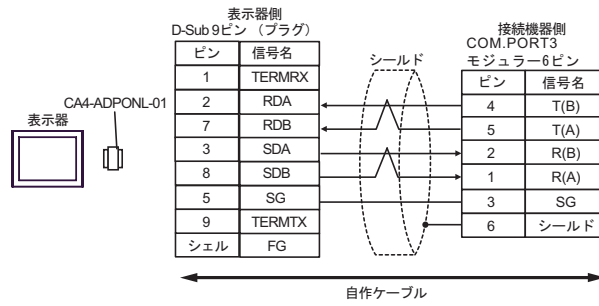 表示器側
D-Sub 9ピン （プラグ）
ピン 信号名
1 TERMRX
2 RDA
7 RDB
3 SDA
8 SDB
5 SG
9 TERMTX
シェル FG
シールド
接続機器側
COM.PORT3
モジュラー6ピン
ピン 信号名
4 T(B)
5 T(A)
2 R(B)
1 R(A)
3 SG
6 シールド
CA4-ADPONL-01
表示器
自作ケーブル